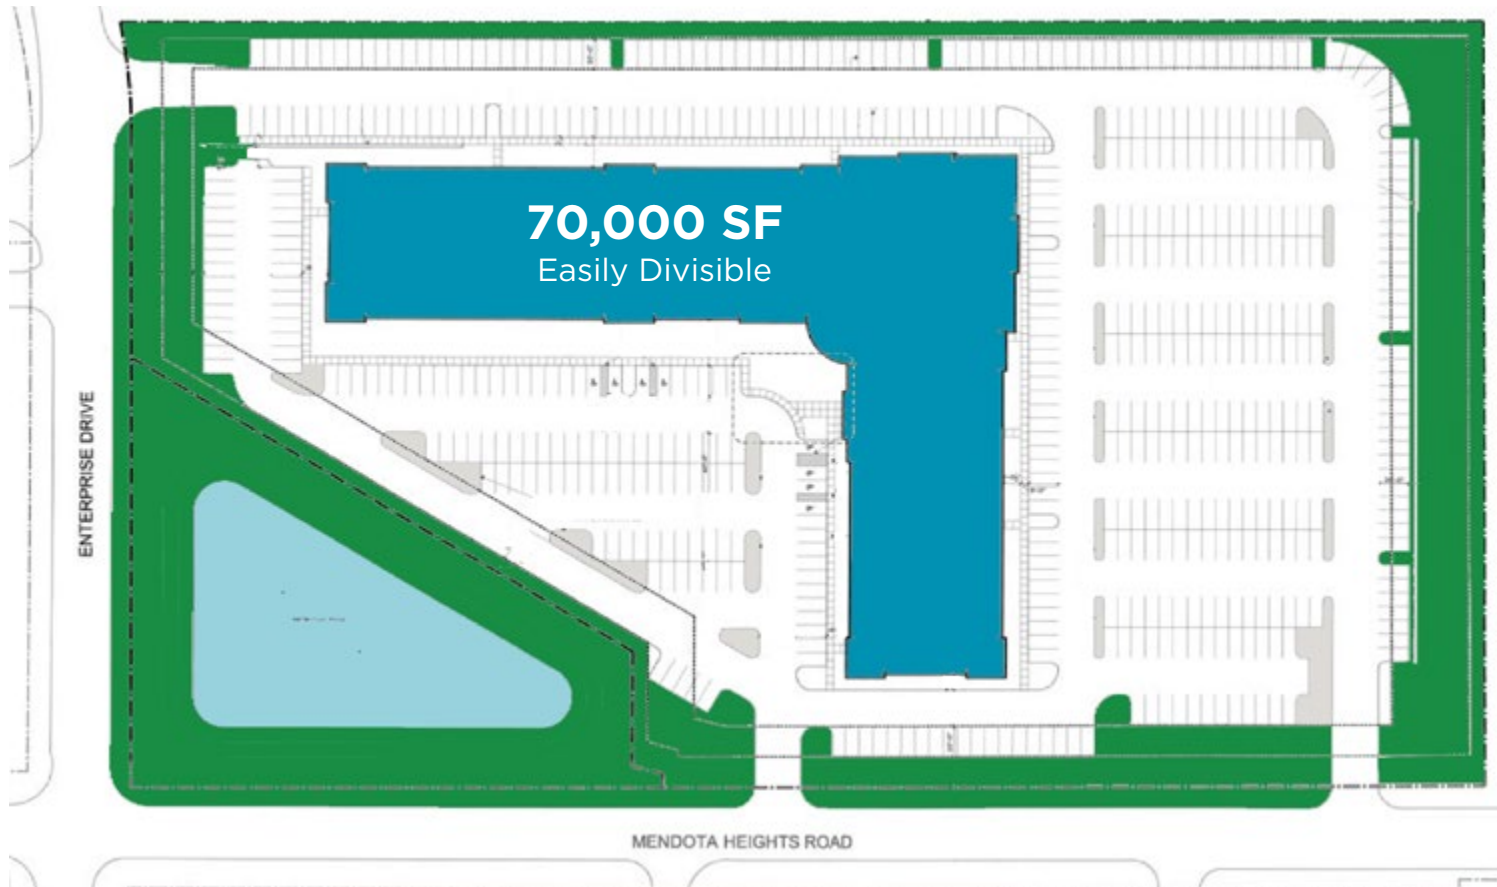 70,000 SF
Easily Divisible
ENTERPRISE DRIVE
MENDOTA HEIGHTS ROAD